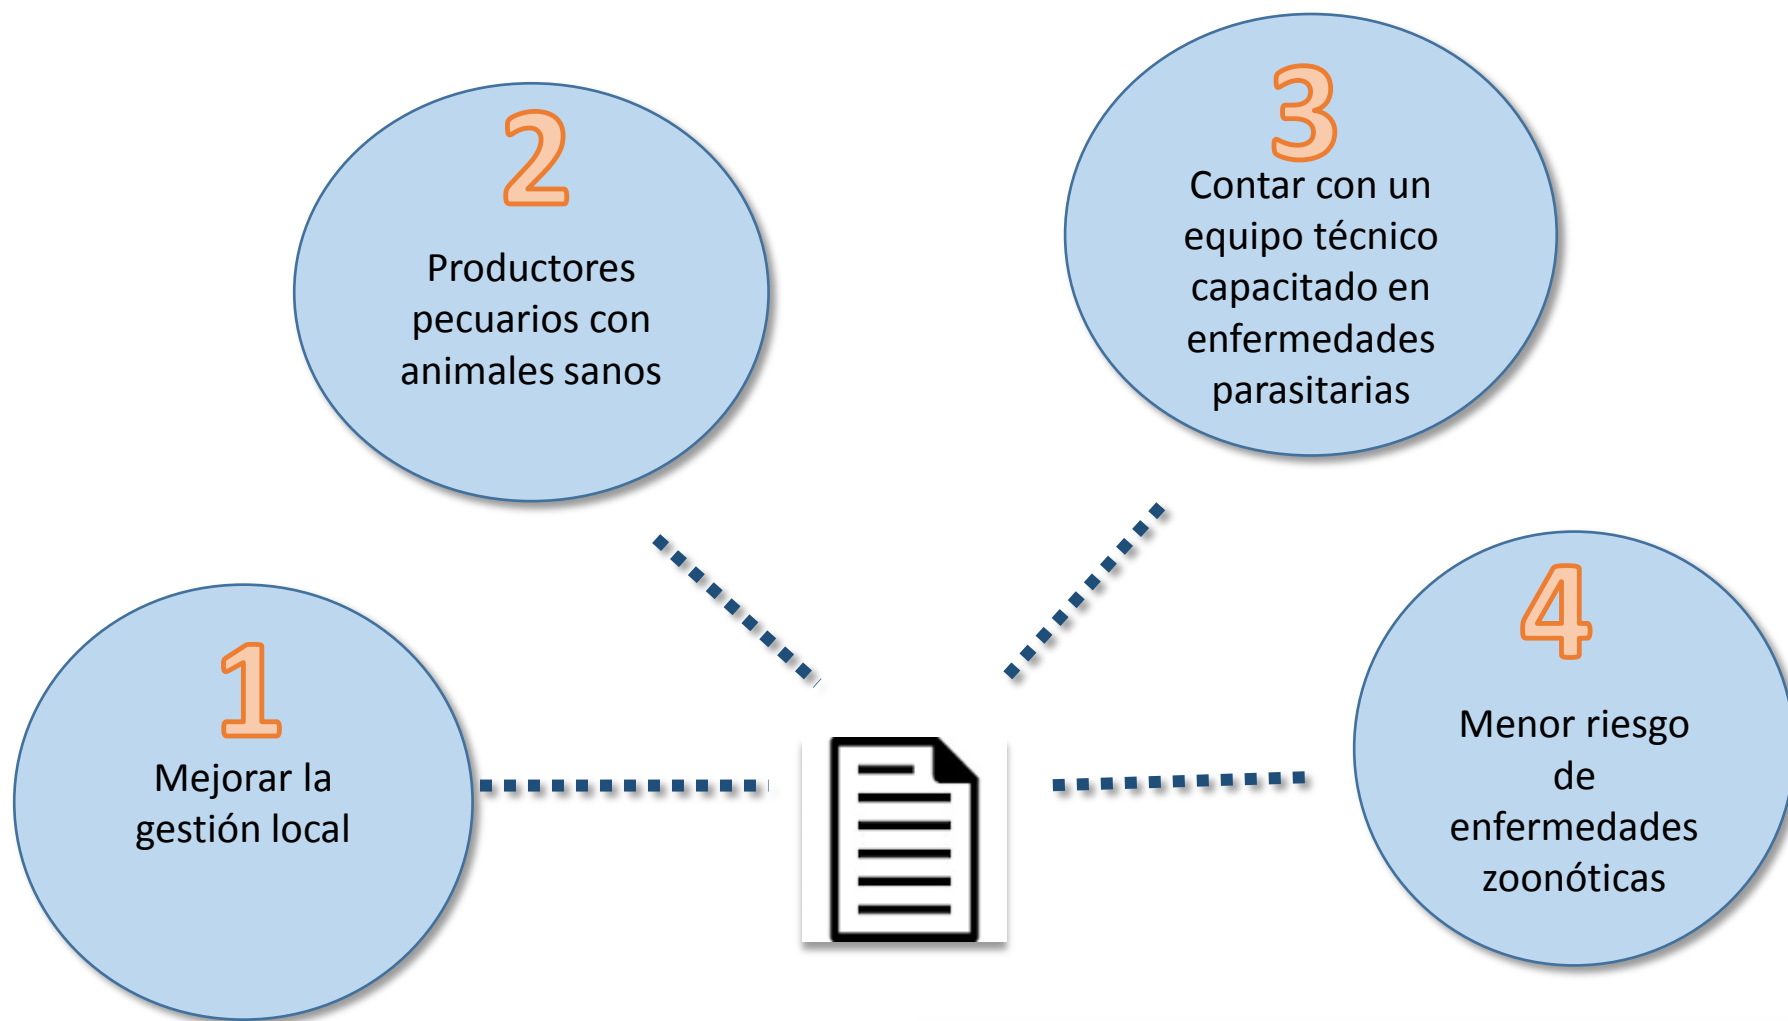 1
Mejorar la
gestión local
2
Productores
pecuarios con
animales sanos
3
Contar con un
equipo técnico
capacitado en
enfermedades
parasitarias
4
Menor riesgo
de
enfermedades
zoonóticas